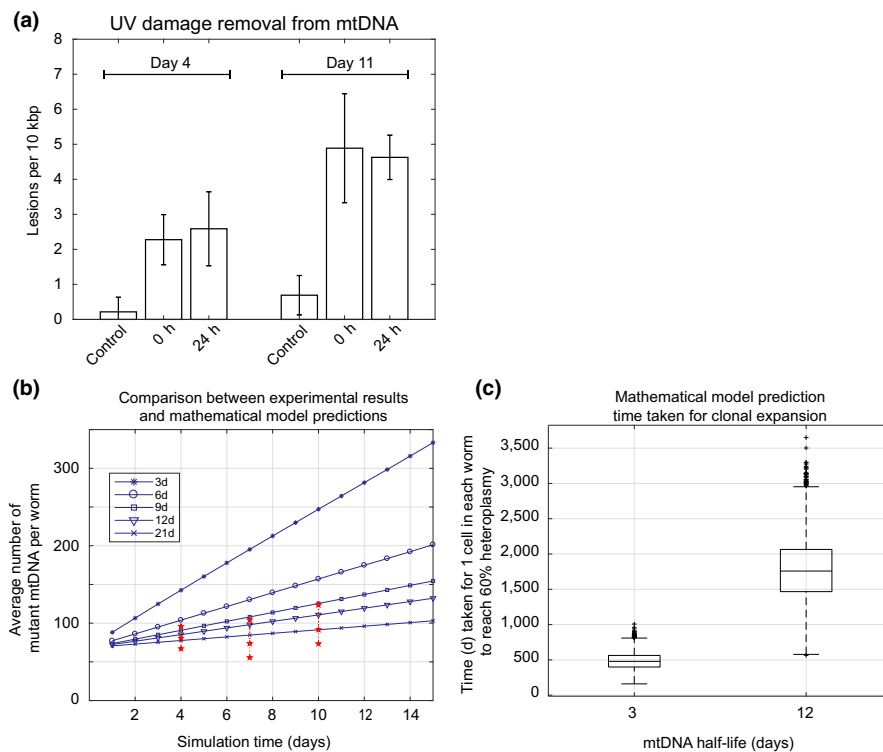 (a)
UV damage removal from mtDNA
Day 4
Day 11
8
7
6
5
4
3
2
1
0
Lesions per 10 kbp
Control
0 h
24 h
Control
0 h
24 h
(b)
Comparison between experimental results
and mathematical model predictions
300
200
100
Average number of
mutant mtDNA per worm
3d
6d
9d
12d
21d
2
4
6
8
10
12
14
Simulation time (days)
(c)
Mathematical model prediction
time taken for clonal expansion
3,500
3,000
2,500
2,000
1,500
1,000
500
0
Time (d) taken for 1 cell in each worm
to reach 60% heteroplasmy
3
12
mtDNA half-life (days)